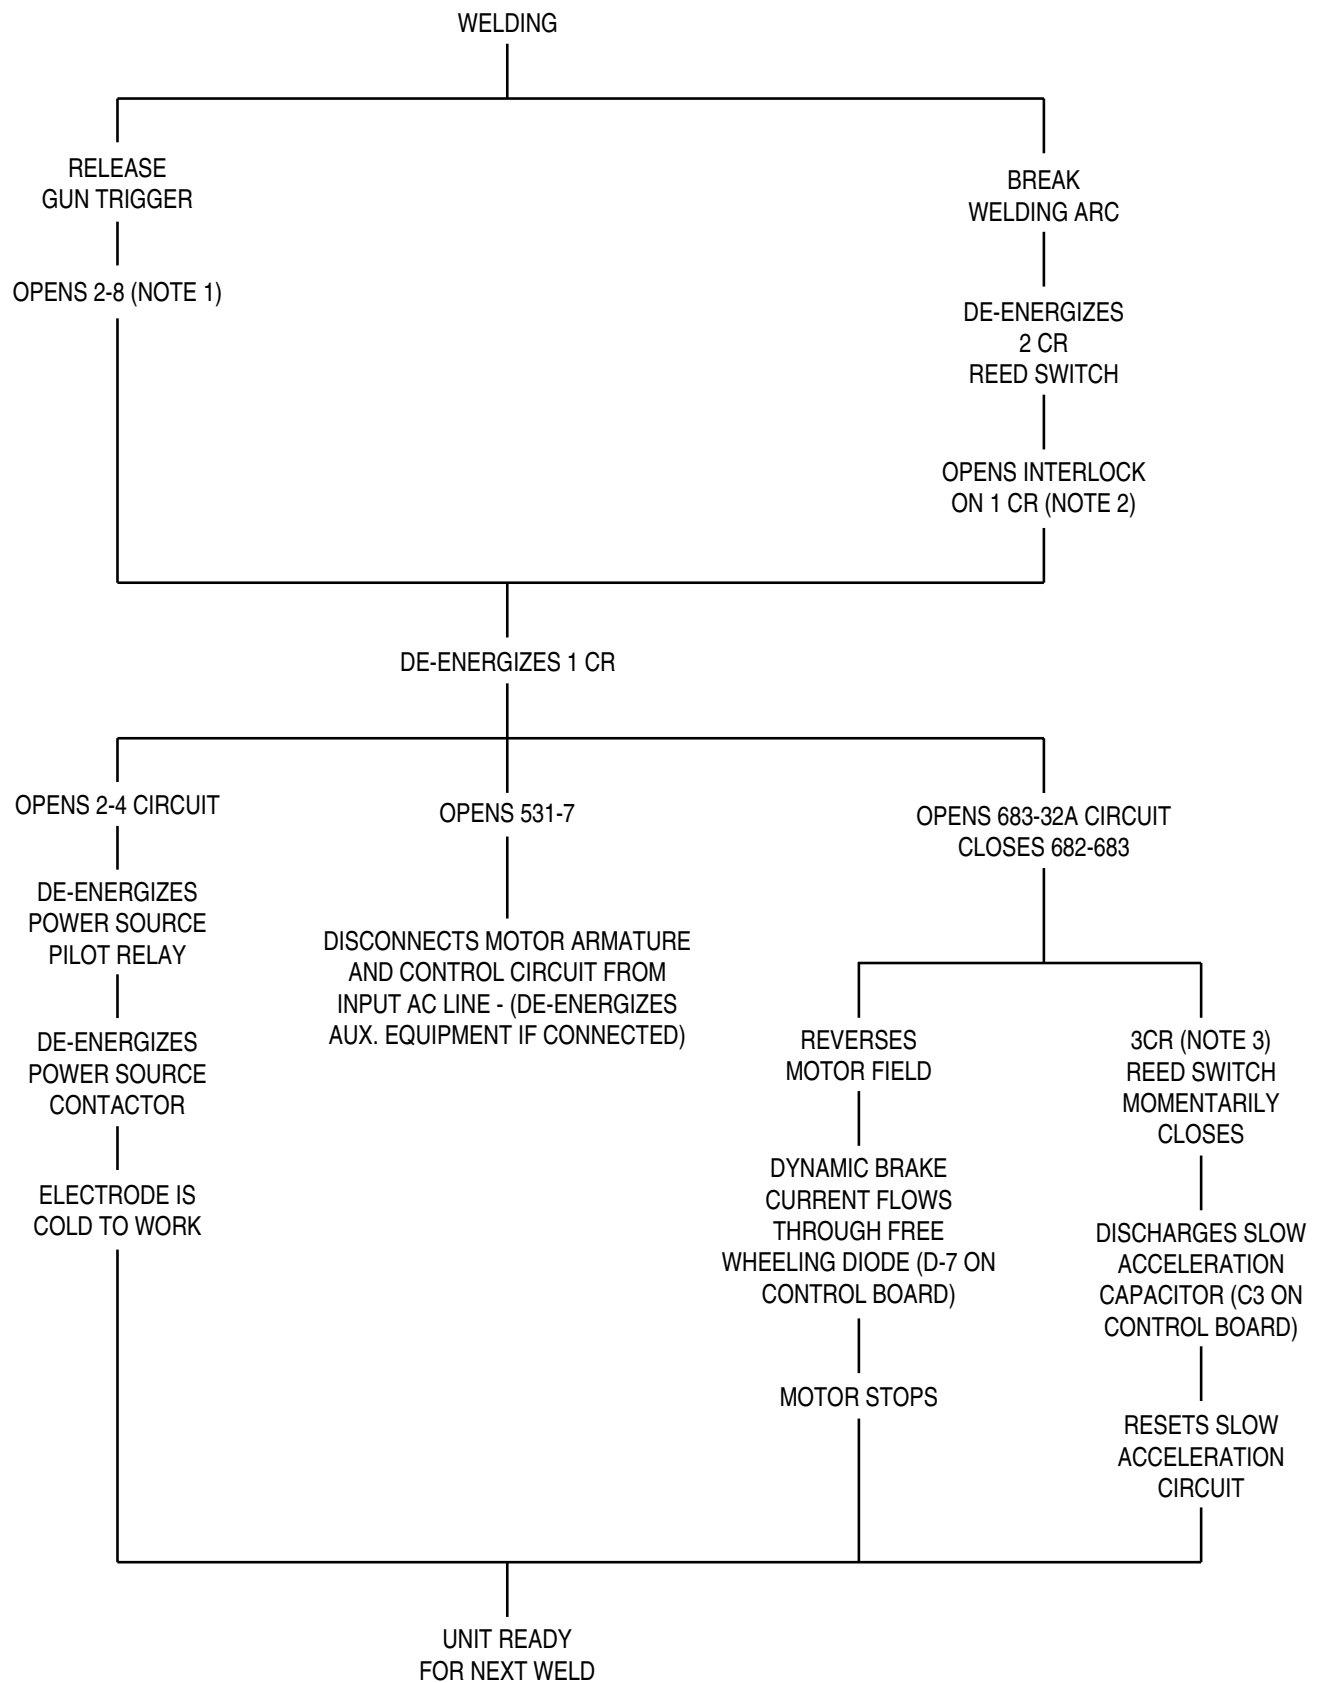 WELDING
RELEASE
GUN TRIGGER
OPENS 2-8 (NOTE 1)
BREAK
WELDING ARC
DE-ENERGIZES
2 CR
REED SWITCH
OPENS INTERLOCK
ON 1 CR (NOTE 2)
DE-ENERGIZES 1 CR
OPENS 2-4 CIRCUIT
DE-ENERGIZES
POWER SOURCE
PILOT RELAY
DE-ENERGIZES
POWER SOURCE
CONTACTOR
ELECTRODE IS
COLD TO WORK
OPENS 531-7
DISCONNECTS MOTOR ARMATURE
AND CONTROL CIRCUIT FROM
INPUT AC LINE - (DE-ENERGIZES
AUX. EQUIPMENT IF CONNECTED)
OPENS 683-32A CIRCUIT
CLOSES 682-683
REVERSES
MOTOR FIELD
DYNAMIC BRAKE
CURRENT FLOWS
THROUGH FREE
WHEELING DIODE (D-7 ON
CONTROL BOARD)
MOTOR STOPS
3CR (NOTE 3)
REED SWITCH
MOMENTARILY
CLOSES
DISCHARGES SLOW
ACCELERATION
CAPACITOR (C3 ON
CONTROL BOARD)
RESETS SLOW
ACCELERATION
CIRCUIT
UNIT READY
FOR NEXT WELD